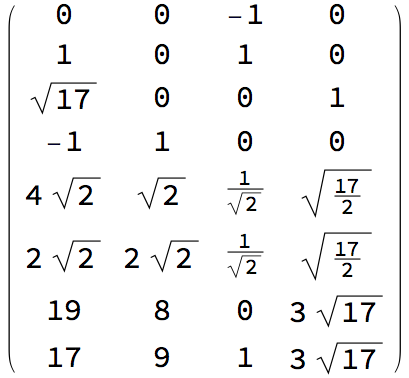 0 0 -1 0
1 0 1 0
√17 0 0 1
-1 1 0 0
4√2 √2 1/√2 √(17/2)
2√2 2√2 1/√2 √(17/2)
19 8 0 3√17
17 9 1 3√17